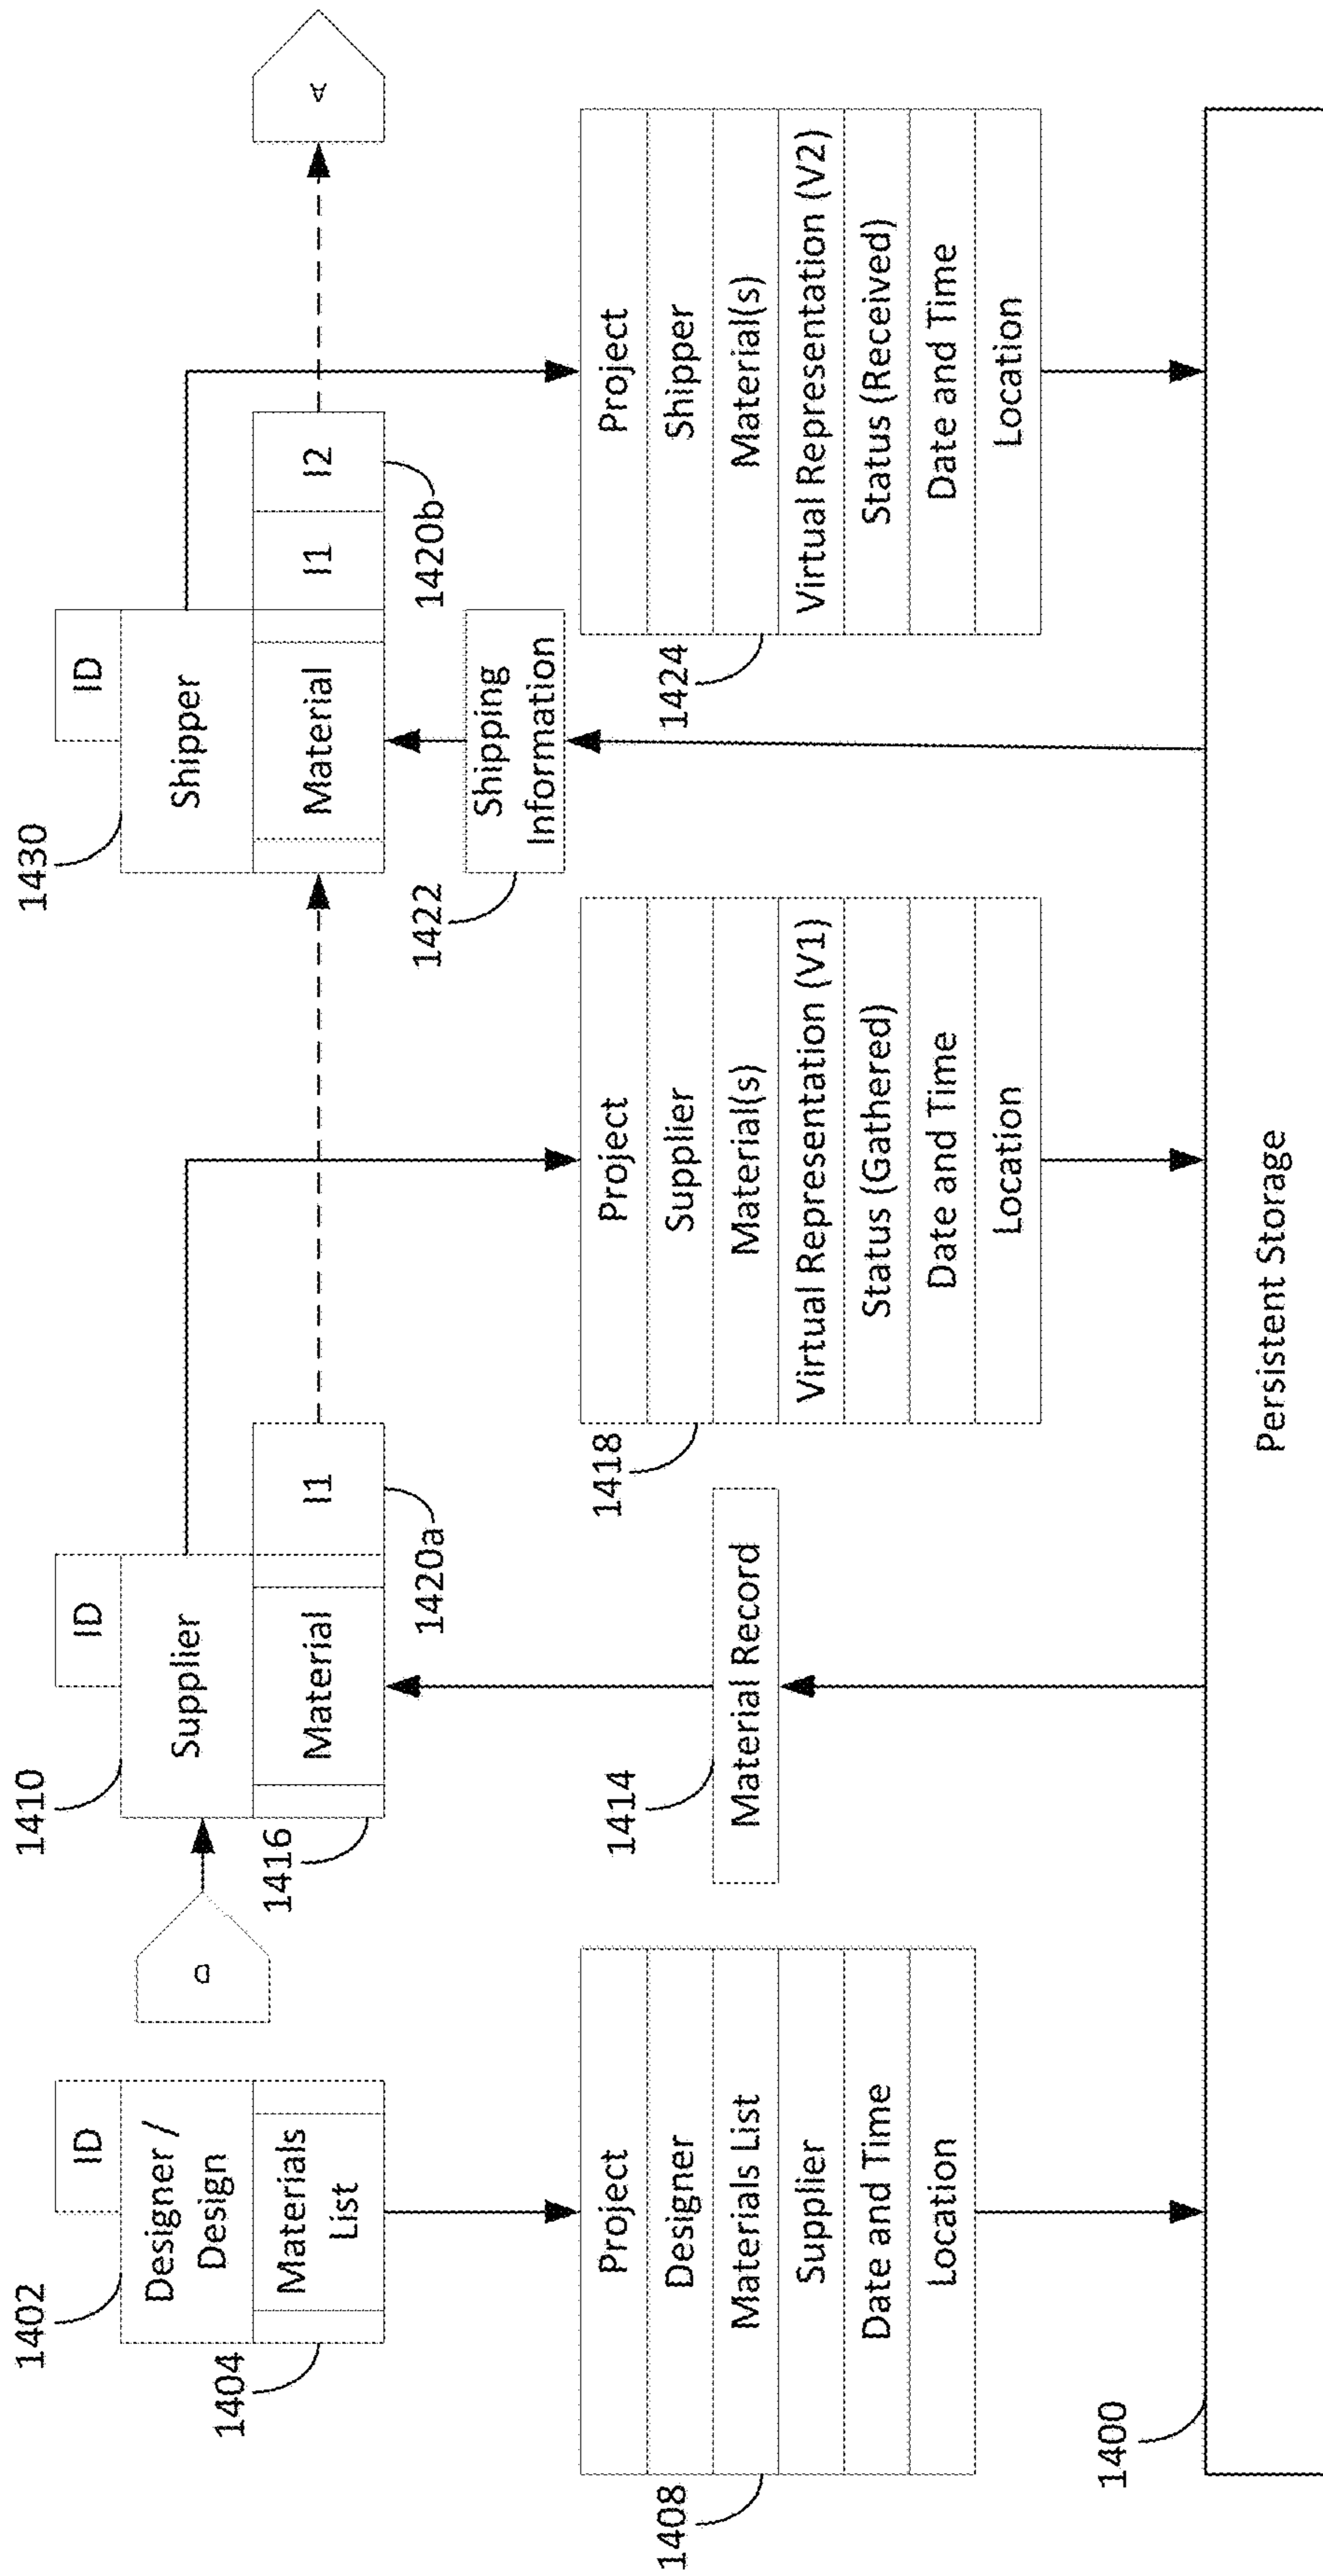 1402
ID
Designer / Design
1404
Materials List
1408
Project
Designer
Materials List
Supplier
Date and Time
Location
D
1410
ID
Supplier
1416
Material
I1
1420a
1414
Material Record
1418
Project
Supplier
Material(s)
Virtual Representation (V1)
Status (Gathered)
Date and Time
Location
1430
ID
Shipper
Material
I1
I2
1420b
1422
Shipping Information
1424
Project
Shipper
Material(s)
Virtual Representation (V2)
Status (Received)
Date and Time
Location
A
1400
Persistent Storage